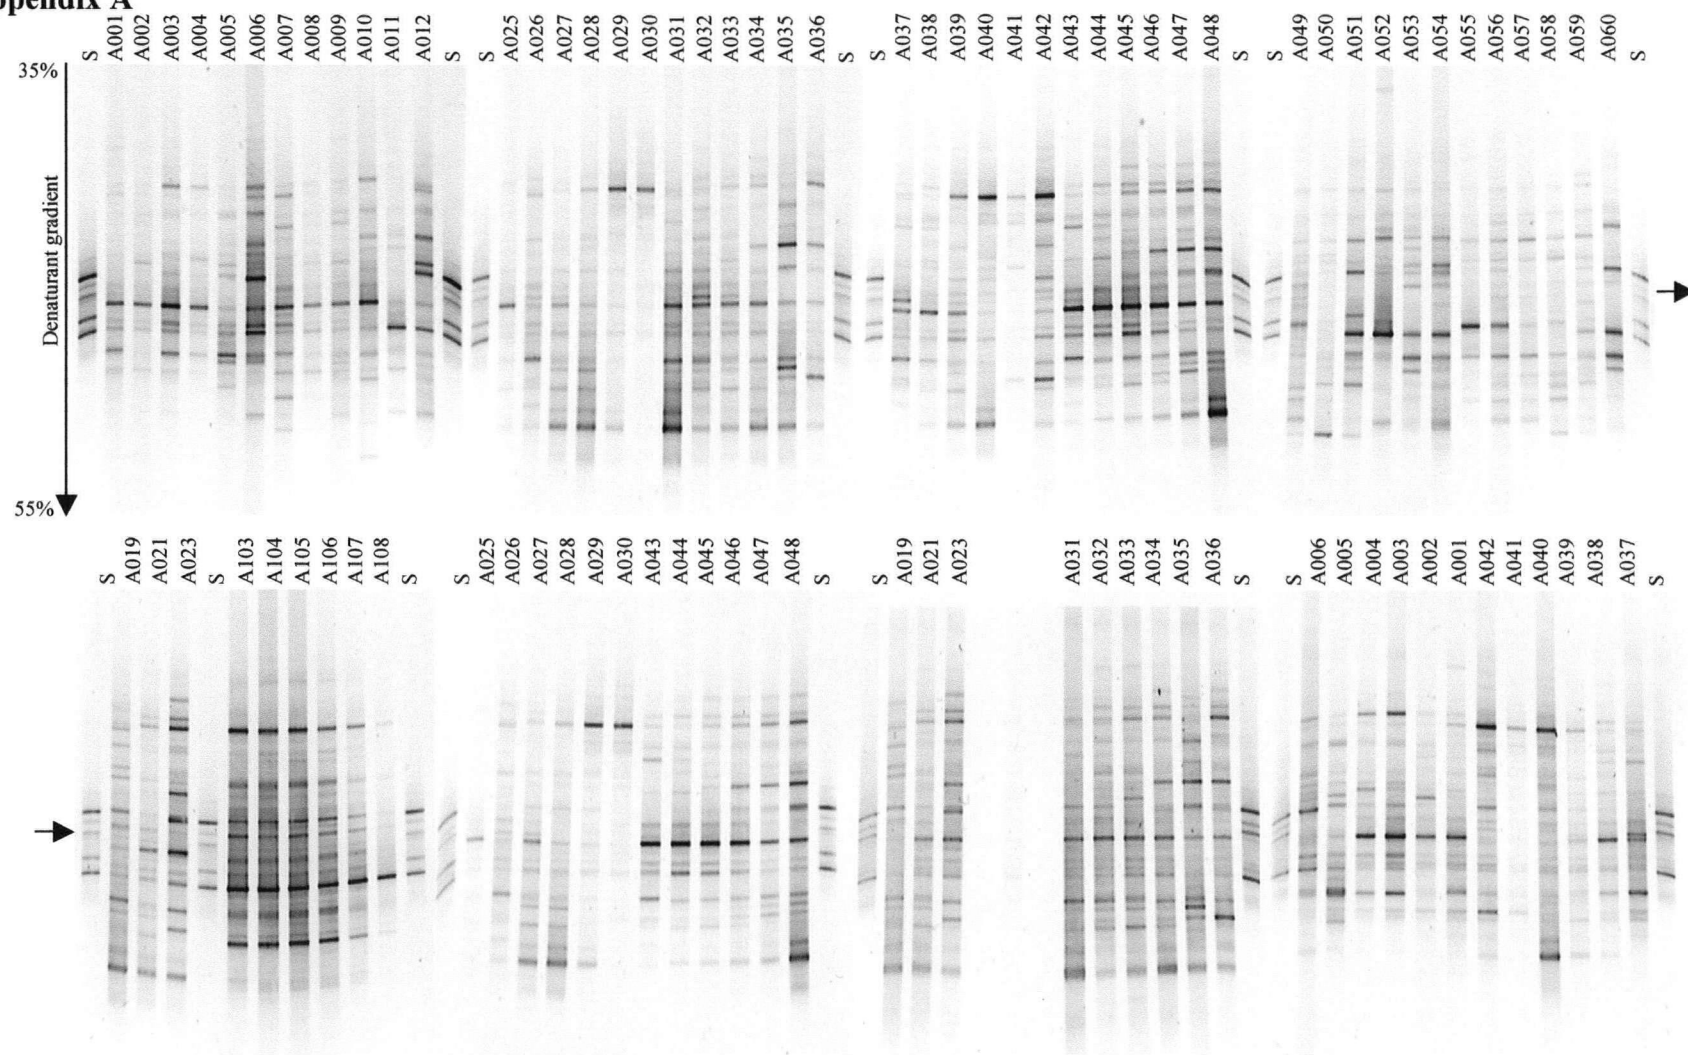 ppendix A
S A001 A002 A003 A004 A005 A006 A007 A008 A009 A010 A011 A012 S S A025 A026 A027 A028 A029 A030 A031 A032 A033 A034 A035 A036 S S A037 A038 A039 A040 A041 A042 A043 A044 A045 A046 A047 A048 S S A049 A050 A051 A052 A053 A054 A055 A056 A057 A058 A059 A060 S
35%
Denaturant gradient
55%
S A019 A021 A023 S A103 A104 A105 A106 A107 A108 S S A025 A026 A027 A028 A029 A030 A043 A044 A045 A046 A047 A048 S S A019 A021 A023 A031 A032 A033 A034 A035 A036 S S A006 A005 A004 A003 A002 A001 A042 A041 A040 A039 A038 A037 S